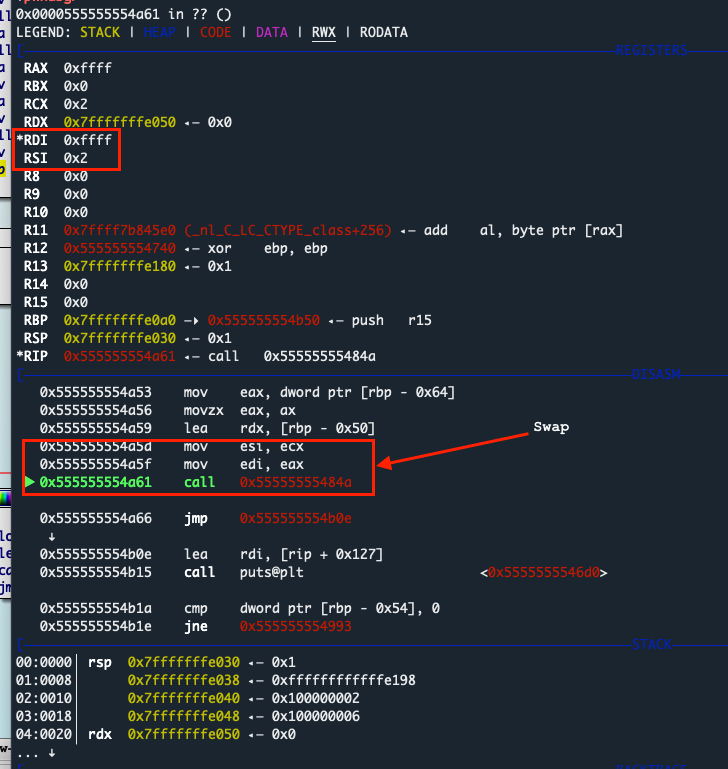 0x0000555555554a61 in ?? ()
LEGEND: STACK | HEAP | CODE | DATA | RWX | RODATA
[ REGISTERS
RAX 0xffff
RBX 0x0
RCX 0x2
RDX 0x7fffffffe050 ◂— 0x0
*RDI 0xffff
RSI 0x2
R8 0x0
R9 0x0
R10 0x0
R11 0x7ffff7b845e0 (_nl_C_LC_CTYPE_class+256) ◂— add al, byte ptr [rax]
R12 0x555555554740 ◂— xor ebp, ebp
R13 0x7fffffffe180 ◂— 0x1
R14 0x0
R15 0x0
RBP 0x7fffffffe0a0 —▸ 0x555555554b50 ◂— push r15
RSP 0x7fffffffe030 ◂— 0x1
*RIP 0x555555554a61 ◂— call 0x55555555484a
[ DISASM
0x555555554a53 mov eax, dword ptr [rbp - 0x64]
0x555555554a56 movzx eax, ax
0x555555554a59 lea rdx, [rbp - 0x50]
0x555555554a5d mov esi, ecx
0x555555554a5f mov edi, eax
► 0x555555554a61 call 0x55555555484a
Swap
0x555555554a66 jmp 0x555555554b0e
↓
0x555555554b0e lea rdi, [rip + 0x127]
0x555555554b15 call puts@plt <0x5555555546d0>
0x555555554b1a cmp dword ptr [rbp - 0x54], 0
0x555555554b1e jne 0x555555554993
[ STACK
00:0000│ rsp 0x7fffffffe030 ◂— 0x1
01:0008│ 0x7fffffffe038 ◂— 0xffffffffffffe198
02:0010│ 0x7fffffffe040 ◂— 0x100000002
03:0018│ 0x7fffffffe048 ◂— 0x100000006
04:0020│ rdx 0x7fffffffe050 ◂— 0x0
... ↓